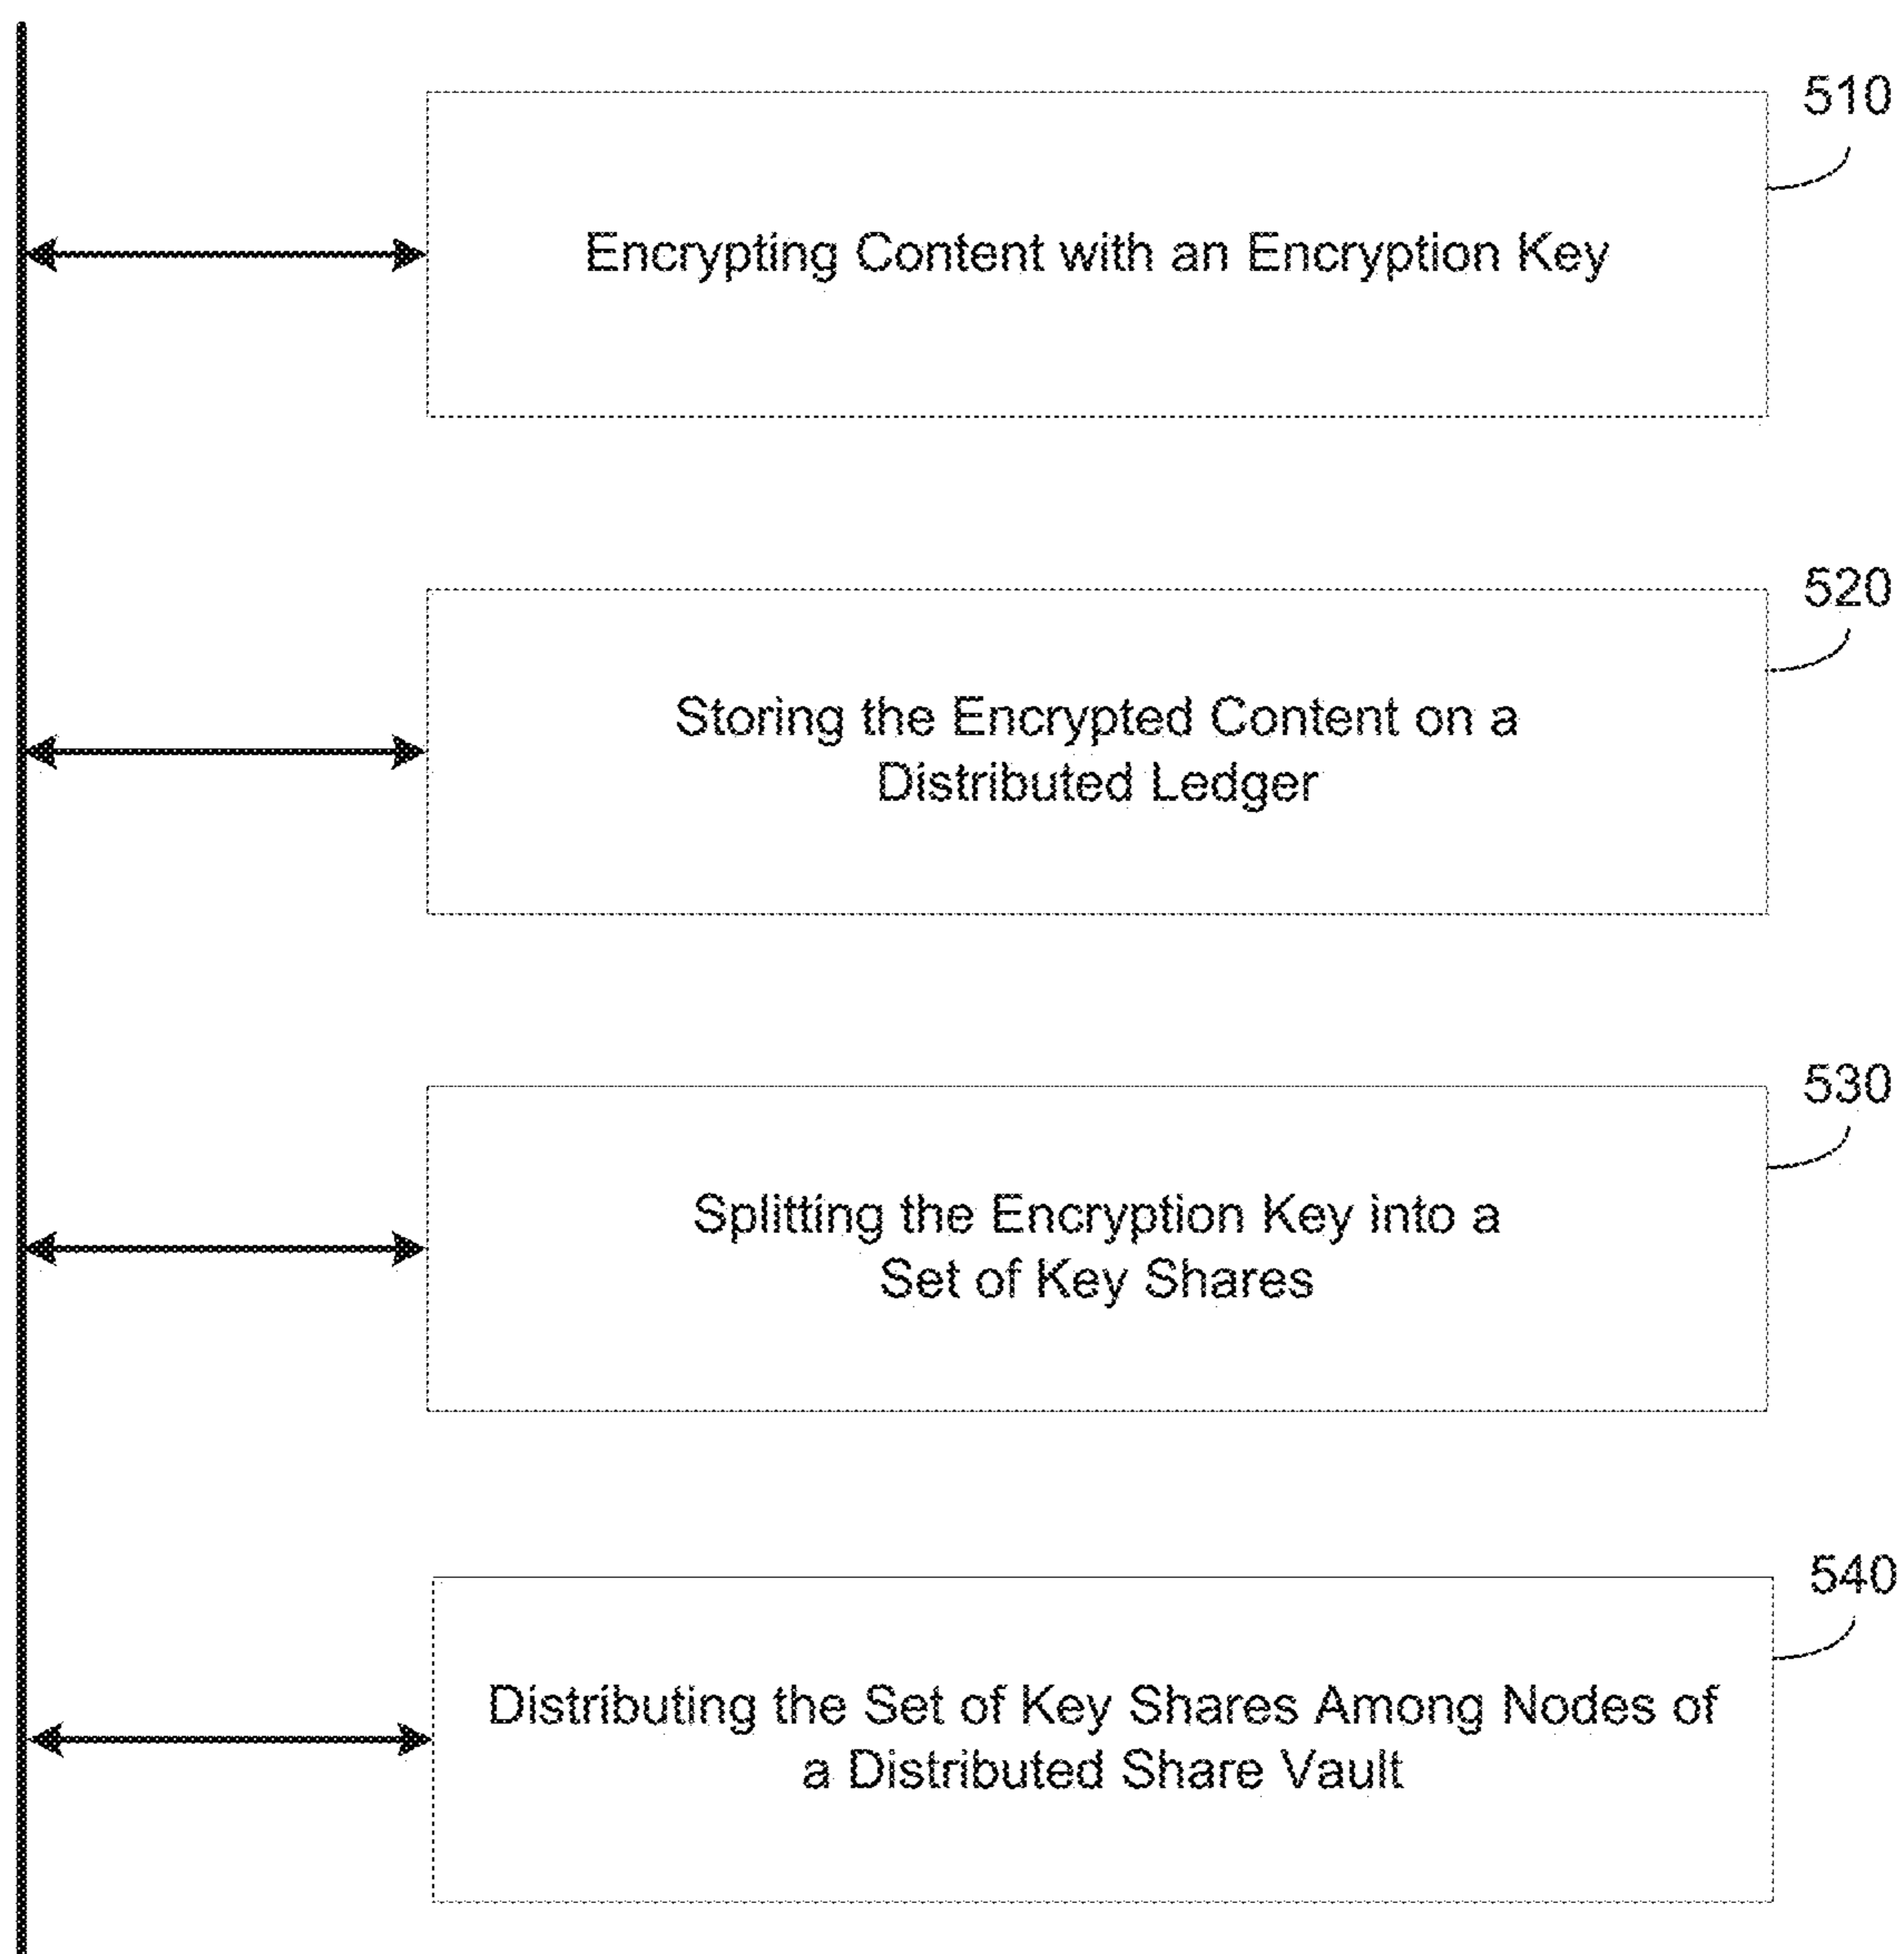 510
Encrypting Content with an Encryption Key
520
Storing the Encrypted Content on a
Distributed Ledger
530
Splitting the Encryption Key into a
Set of Key Shares
540
Distributing the Set of Key Shares Among Nodes of
a Distributed Share Vault